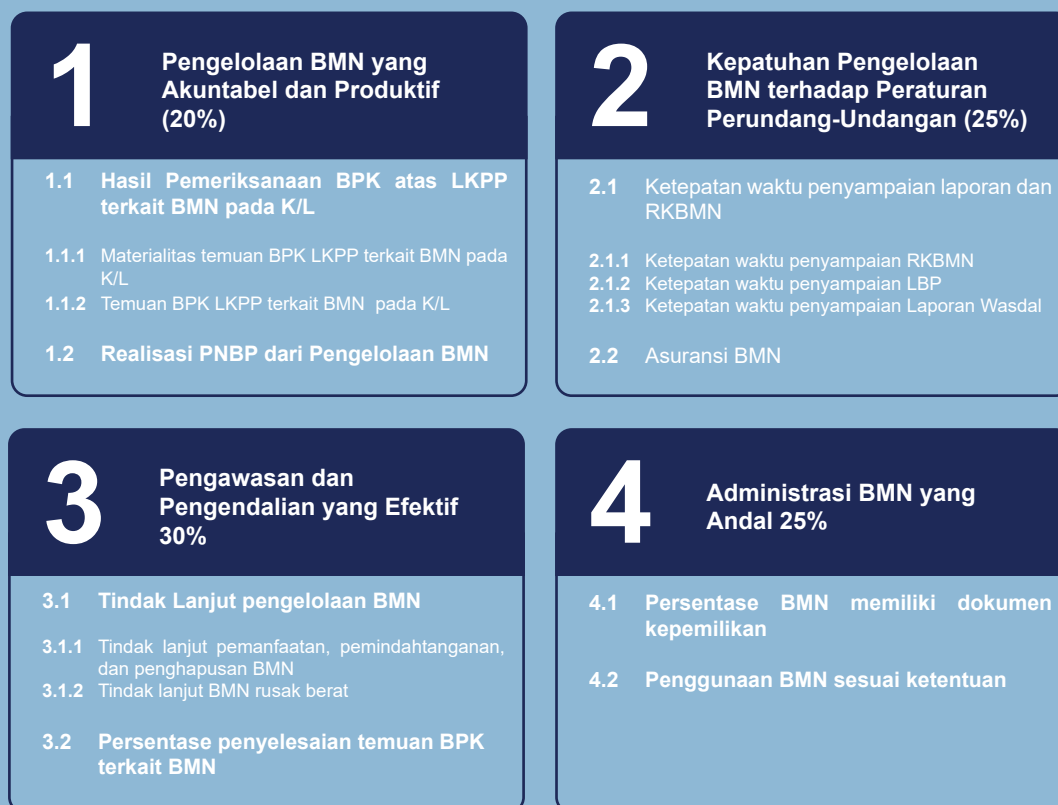 1
Pengelolaan BMN yang
Akuntabel dan Produktif
(20%)
1.1 Hasil Pemeriksanaan BPK atas LKPP
terkait BMN pada K/L
1.1.1 Materialitas temuan BPK LKPP terkait BMN pada
K/L
1.1.2 Temuan BPK LKPP terkait BMN pada K/L
1.2 Realisasi PNBP dari Pengelolaan BMN
2
Kepatuhan Pengelolaan
BMN terhadap Peraturan
Perundang-Undangan (25%)
2.1 Ketepatan waktu penyampaian laporan dan
RKBMN
2.1.1 Ketepatan waktu penyampaian RKBMN
2.1.2 Ketepatan waktu penyampaian LBP
2.1.3 Ketepatan waktu penyampaian Laporan Wasdal
2.2 Asuransi BMN
3
Pengawasan dan
Pengendalian yang Efektif
30%
3.1 Tindak Lanjut pengelolaan BMN
3.1.1 Tindak lanjut pemanfaatan, pemindahtanganan,
dan penghapusan BMN
3.1.2 Tindak lanjut BMN rusak berat
3.2 Persentase penyelesaian temuan BPK
terkait BMN
4
Administrasi BMN yang
Andal 25%
4.1 Persentase BMN memiliki dokumen
kepemilikan
4.2 Penggunaan BMN sesuai ketentuan